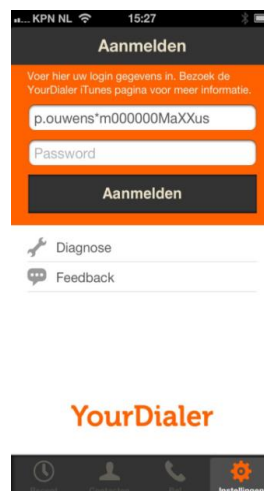 KPN NL 15:27
Aanmelden
Voer hier uw login gegevens in. Bezoek de
YourDialer iTunes pagina voor meer informatie.
p.ouwens*m000000MaXXus
Password
Aanmelden
Diagnose
Feedback
YourDialer
Instellingen